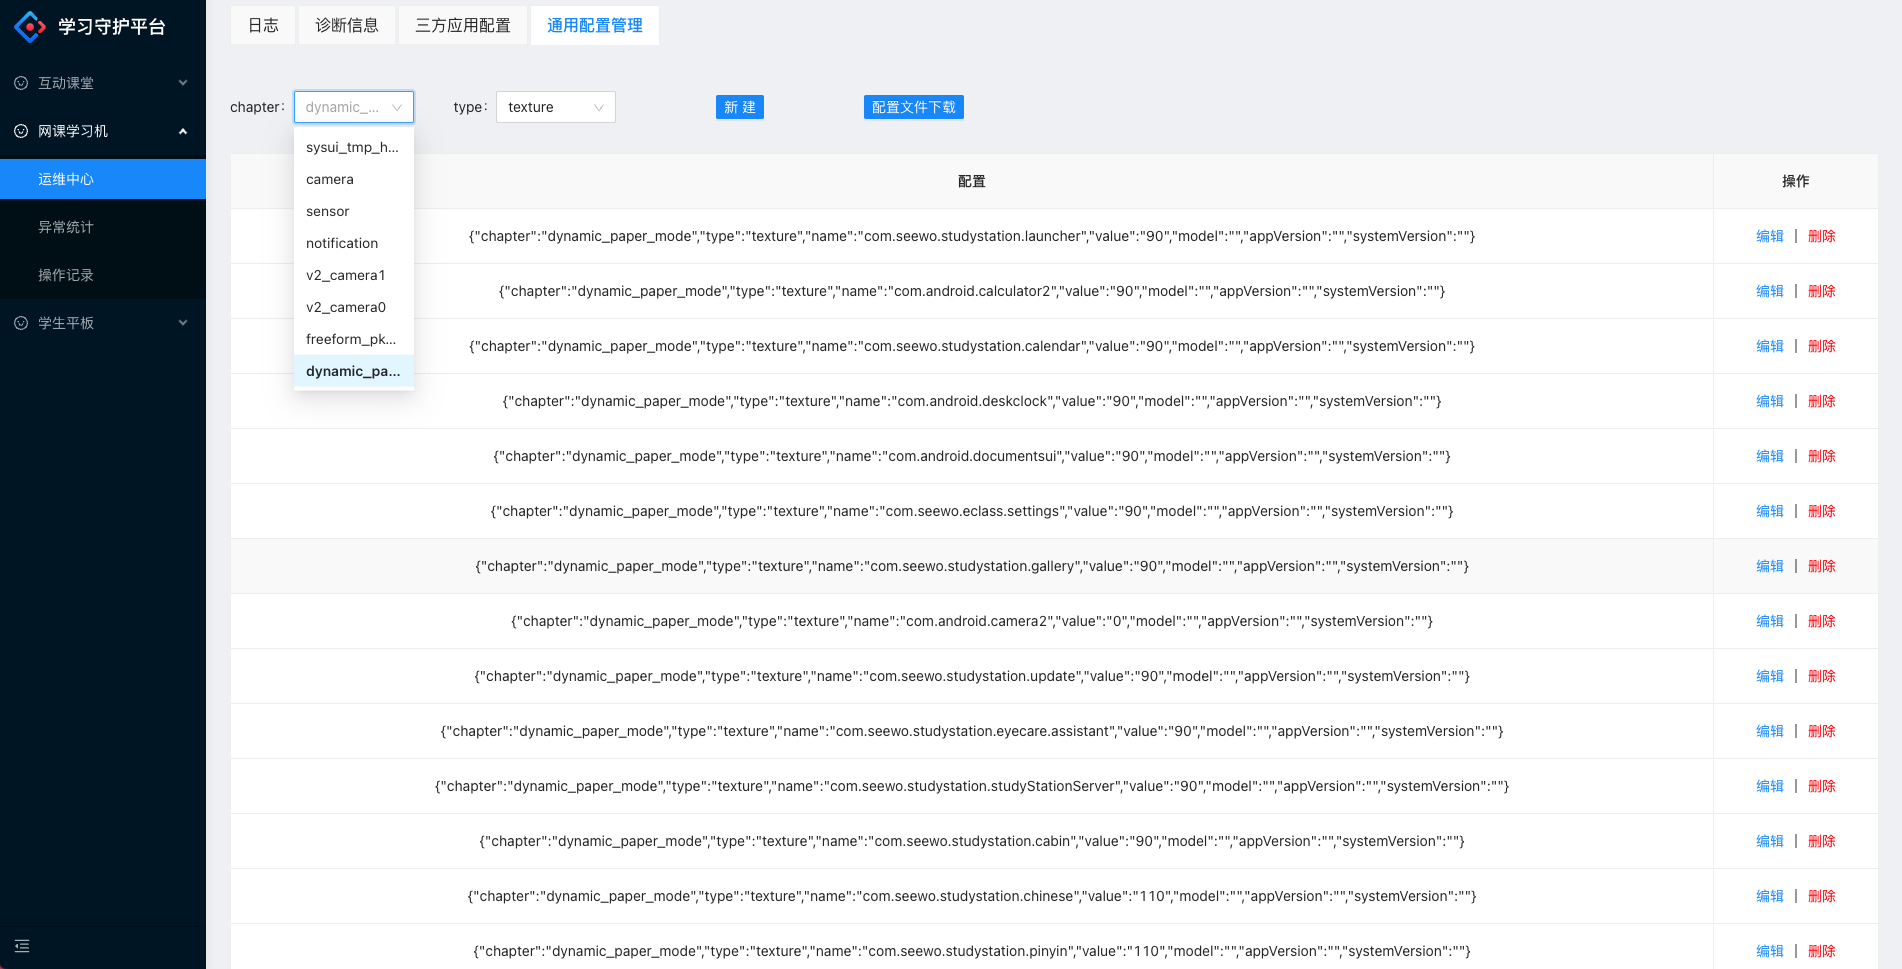 学习守护平台
互动课堂
网课学习机
运维中心
异常统计
操作记录
学生平板
日志
诊断信息
三方应用配置
通用配置管理
chapter:
dynamic_...
type:
texture
新 建
配置文件下载
sysui_tmp_h...
camera
sensor
notification
v2_camera1
v2_camera0
freeform_pk...
dynamic_pa...
配置 操作
{"chapter":"dynamic_paper_mode","type":"texture","name":"com.seewo.studystation.launcher","value":"90","model":"","appVersion":"","systemVersion":""} 编辑 | 删除
{"chapter":"dynamic_paper_mode","type":"texture","name":"com.android.calculator2","value":"90","model":"","appVersion":"","systemVersion":""} 编辑 | 删除
{"chapter":"dynamic_paper_mode","type":"texture","name":"com.seewo.studystation.calendar","value":"90","model":"","appVersion":"","systemVersion":""} 编辑 | 删除
{"chapter":"dynamic_paper_mode","type":"texture","name":"com.android.deskclock","value":"90","model":"","appVersion":"","systemVersion":""} 编辑 | 删除
{"chapter":"dynamic_paper_mode","type":"texture","name":"com.android.documentsui","value":"90","model":"","appVersion":"","systemVersion":""} 编辑 | 删除
{"chapter":"dynamic_paper_mode","type":"texture","name":"com.seewo.eclass.settings","value":"90","model":"","appVersion":"","systemVersion":""} 编辑 | 删除
{"chapter":"dynamic_paper_mode","type":"texture","name":"com.seewo.studystation.gallery","value":"90","model":"","appVersion":"","systemVersion":""} 编辑 | 删除
{"chapter":"dynamic_paper_mode","type":"texture","name":"com.android.camera2","value":"0","model":"","appVersion":"","systemVersion":""} 编辑 | 删除
{"chapter":"dynamic_paper_mode","type":"texture","name":"com.seewo.studystation.update","value":"90","model":"","appVersion":"","systemVersion":""} 编辑 | 删除
{"chapter":"dynamic_paper_mode","type":"texture","name":"com.seewo.studystation.eyecare.assistant","value":"90","model":"","appVersion":"","systemVersion":""} 编辑 | 删除
{"chapter":"dynamic_paper_mode","type":"texture","name":"com.seewo.studystation.studyStationServer","value":"90","model":"","appVersion":"","systemVersion":""} 编辑 | 删除
{"chapter":"dynamic_paper_mode","type":"texture","name":"com.seewo.studystation.cabin","value":"90","model":"","appVersion":"","systemVersion":""} 编辑 | 删除
{"chapter":"dynamic_paper_mode","type":"texture","name":"com.seewo.studystation.chinese","value":"110","model":"","appVersion":"","systemVersion":""} 编辑 | 删除
{"chapter":"dynamic_paper_mode","type":"texture","name":"com.seewo.studystation.pinyin","value":"110","model":"","appVersion":"","systemVersion":""} 编辑 | 删除